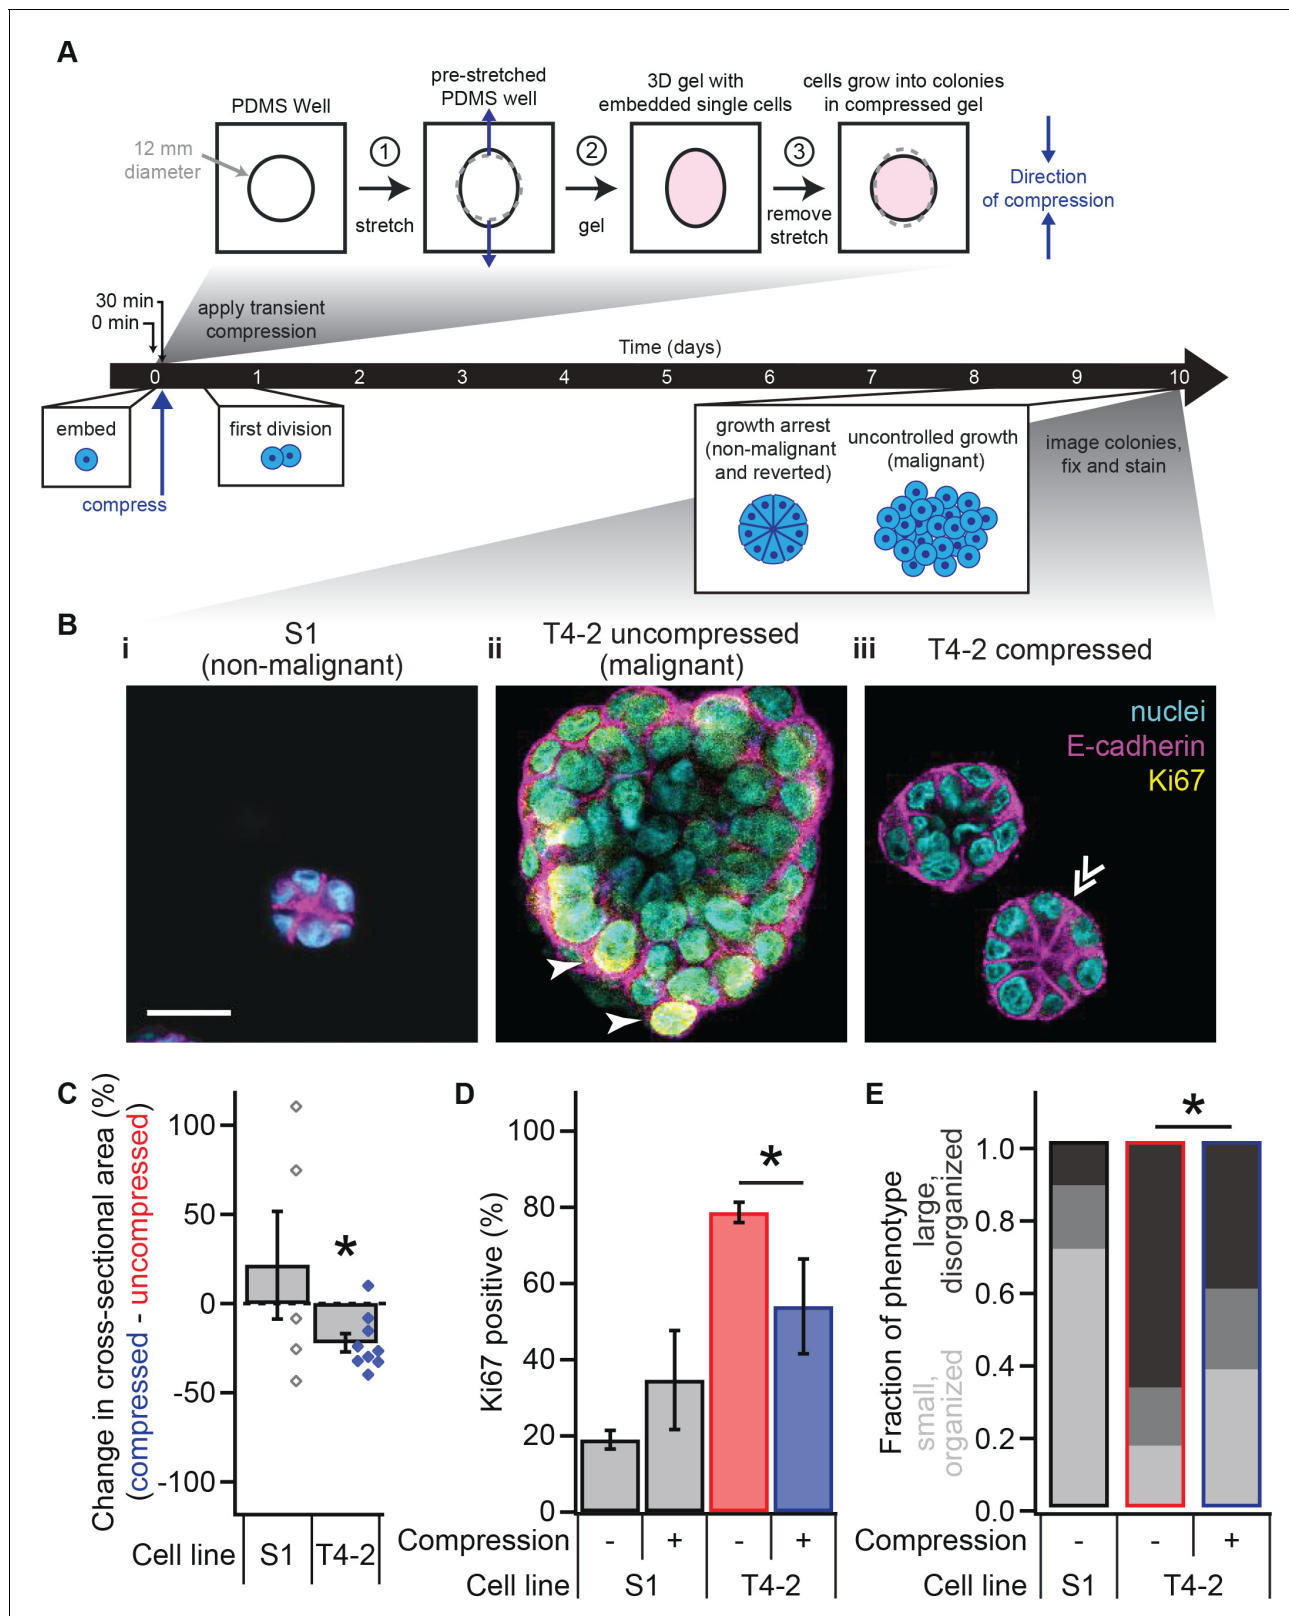 A
PDMS Well
12 mm
diameter
1
stretch
pre-stretched
PDMS well
2
gel
3D gel with
embedded single cells
3
remove
stretch
cells grow into colonies
in compressed gel
Direction
of compression
30 min
0 min
apply transient
compression
Time (days)
0 1 2 3 4 5 6 7 8 9 10
embed
compress
first division
growth arrest
(non-malignant
and reverted)
uncontrolled growth
(malignant)
image colonies,
fix and stain
B
i
S1
(non-malignant)
ii
T4-2 uncompressed
(malignant)
iii
T4-2 compressed
nuclei
E-cadherin
Ki67
C
Change in cross-sectional area (%)
(compressed - uncompressed)
100
50
0
-50
-100
*
Cell line S1 T4-2
D
Ki67 positive (%)
100
80
60
40
20
0
*
Compression - + - +
Cell line S1 T4-2
E
Fraction of phenotype
small,
organized
large,
disorganized
1.0
0.8
0.6
0.4
0.2
0.0
*
Compression - - +
Cell line S1 T4-2